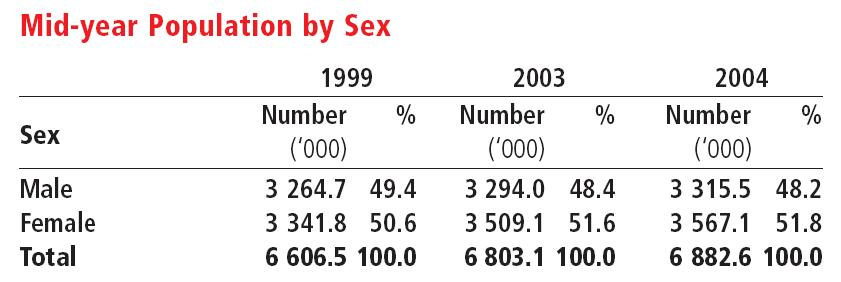 Mid-year Population by Sex
1999 2003 2004
Sex Number % Number % Number %
(‘000) (‘000) (‘000)
Male 3 264.7 49.4 3 294.0 48.4 3 315.5 48.2
Female 3 341.8 50.6 3 509.1 51.6 3 567.1 51.8
Total 6 606.5 100.0 6 803.1 100.0 6 882.6 100.0